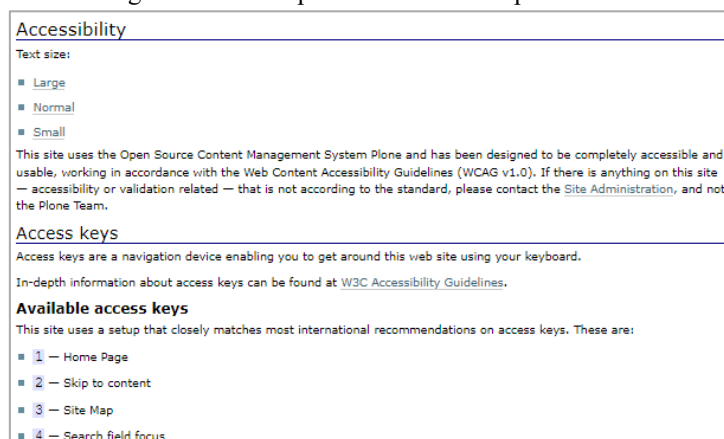 Accessibility
Text size:
Large
Normal
Small
This site uses the Open Source Content Management System Plone and has been designed to be completely accessible and
usable, working in accordance with the Web Content Accessibility Guidelines (WCAG v1.0). If there is anything on this site
— accessibility or validation related — that is not according to the standard, please contact the Site Administration, and not
the Plone Team.
Access keys
Access keys are a navigation device enabling you to get around this web site using your keyboard.
In-depth information about access keys can be found at W3C Accessibility Guidelines.
Available access keys
This site uses a setup that closely matches most international recommendations on access keys. These are:
1 — Home Page
2 — Skip to content
3 — Site Map
4 — Search field focus